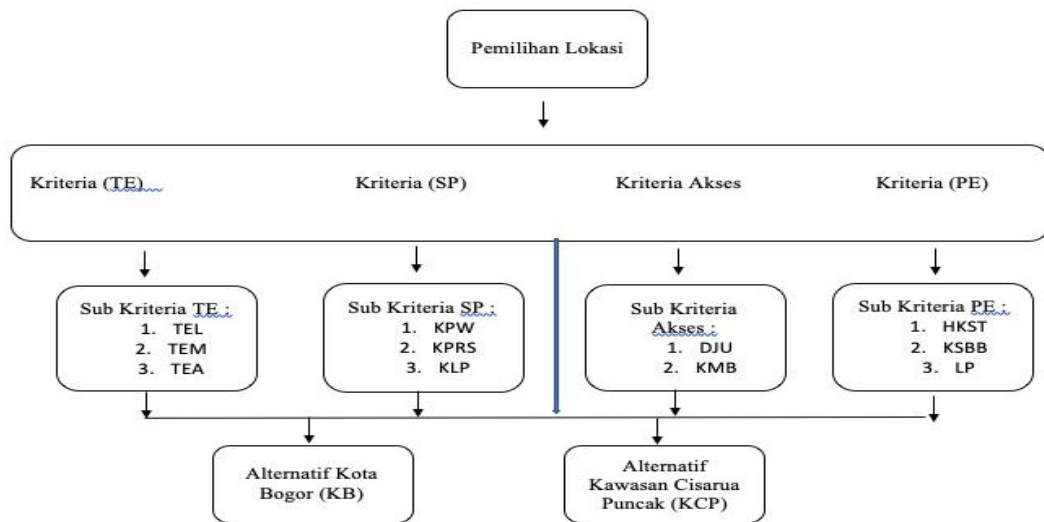 Pemilihan Lokasi
Kriteria (TE)
Kriteria (SP)
Kriteria Akses
Kriteria (PE)
Sub Kriteria TE :
1. TEL
2. TEM
3. TEA
Sub Kriteria SP :
1. KPW
2. KPRS
3. KLP
Sub Kriteria
Akses :
1. DJU
2. KMB
Sub Kriteria PE :
1. HKST
2. KSBB
3. LP
Alternatif Kota
Bogor (KB)
Alternatif
Kawasan Cisarua
Puncak (KCP)